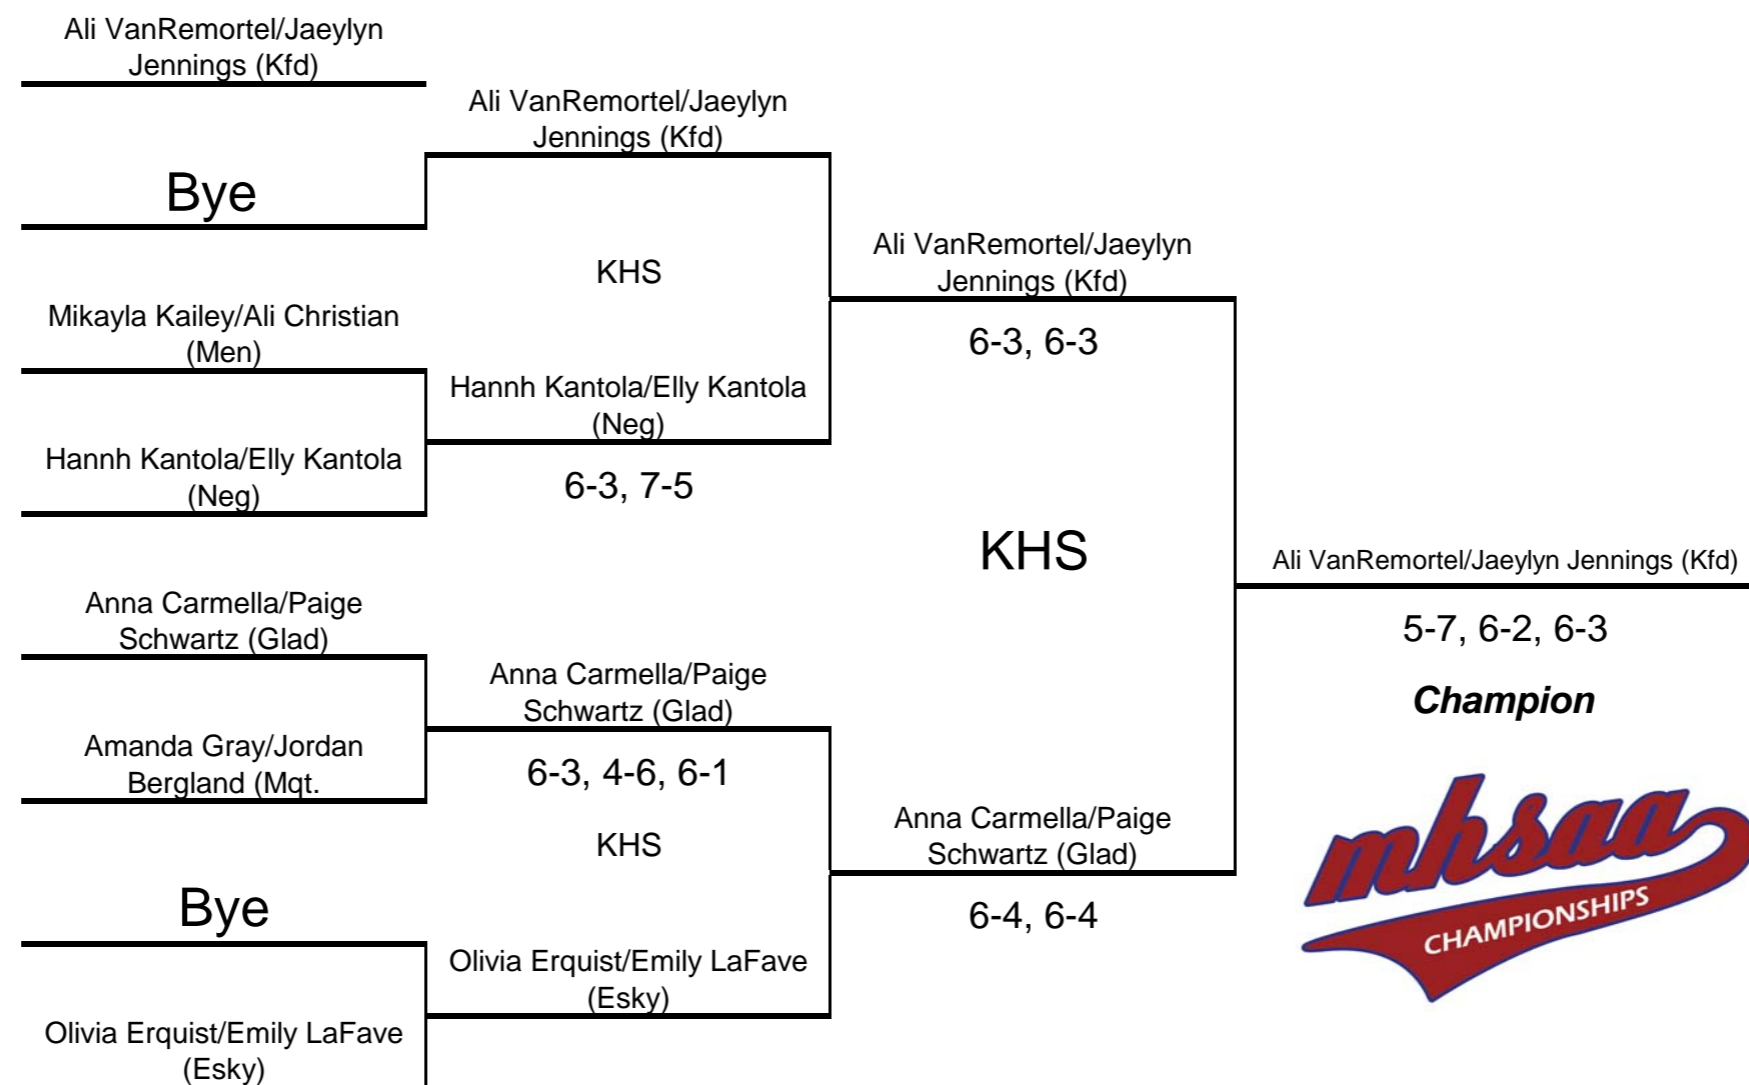 Ali VanRemortel/Jaeylyn
Jennings (Kfd)
Bye
Mikayla Kailey/Ali Christian
(Men)
Hannh Kantola/Elly Kantola
(Neg)
Anna Carmella/Paige
Schwartz (Glad)
Amanda Gray/Jordan
Bergland (Mqt.
Bye
Olivia Erquist/Emily LaFave
(Esky)
Ali VanRemortel/Jaeylyn
Jennings (Kfd)
KHS
Hannh Kantola/Elly Kantola
(Neg)
6-3, 7-5
Anna Carmella/Paige
Schwartz (Glad)
6-3, 4-6, 6-1
KHS
Olivia Erquist/Emily LaFave
(Esky)
Ali VanRemortel/Jaeylyn
Jennings (Kfd)
6-3, 6-3
KHS
Anna Carmella/Paige
Schwartz (Glad)
6-4, 6-4
Ali VanRemortel/Jaeylyn Jennings (Kfd)
5-7, 6-2, 6-3
Champion
mhsaa
CHAMPIONSHIPS